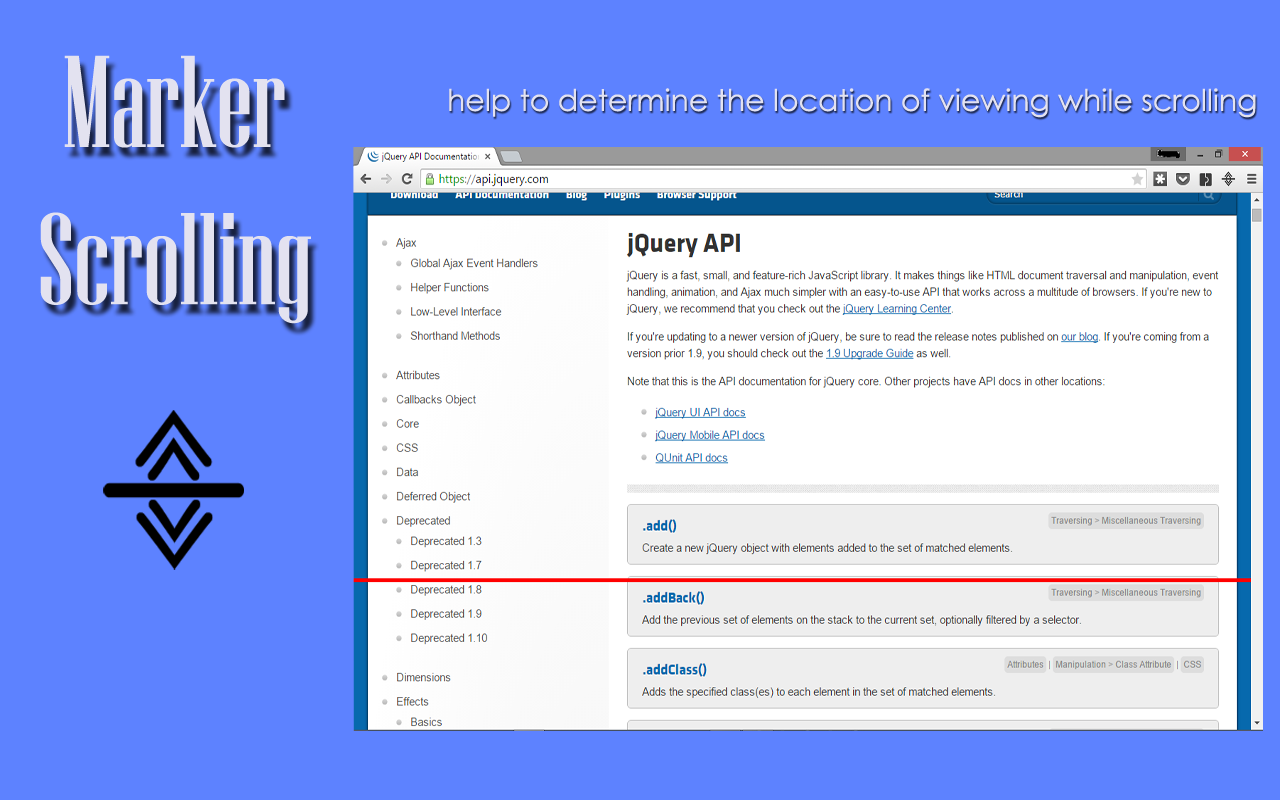 Marker
Scrolling
help to determine the location of viewing while scrolling
jQuery API Documentatio
https://api.jquery.com
Download API Documentation Blog Plugins Browser Support
Search
Ajax
Global Ajax Event Handlers
Helper Functions
Low-Level Interface
Shorthand Methods
Attributes
Callbacks Object
Core
CSS
Data
Deferred Object
Deprecated
Deprecated 1.3
Deprecated 1.7
Deprecated 1.8
Deprecated 1.9
Deprecated 1.10
Dimensions
Effects
Basics
jQuery API
jQuery is a fast, small, and feature-rich JavaScript library. It makes things like HTML document traversal and manipulation, event
handling, animation, and Ajax much simpler with an easy-to-use API that works across a multitude of browsers. If you're new to
jQuery, we recommend that you check out the jQuery Learning Center.
If you're updating to a newer version of jQuery, be sure to read the release notes published on our blog. If you're coming from a
version prior 1.9, you should check out the 1.9 Upgrade Guide as well.
Note that this is the API documentation for jQuery core. Other projects have API docs in other locations:
jQuery UI API docs
jQuery Mobile API docs
QUnit API docs
.add()
Traversing > Miscellaneous Traversing
Create a new jQuery object with elements added to the set of matched elements.
.addBack()
Traversing > Miscellaneous Traversing
Add the previous set of elements on the stack to the current set, optionally filtered by a selector.
.addClass()
Attributes | Manipulation > Class Attribute | CSS
Adds the specified class(es) to each element in the set of matched elements.